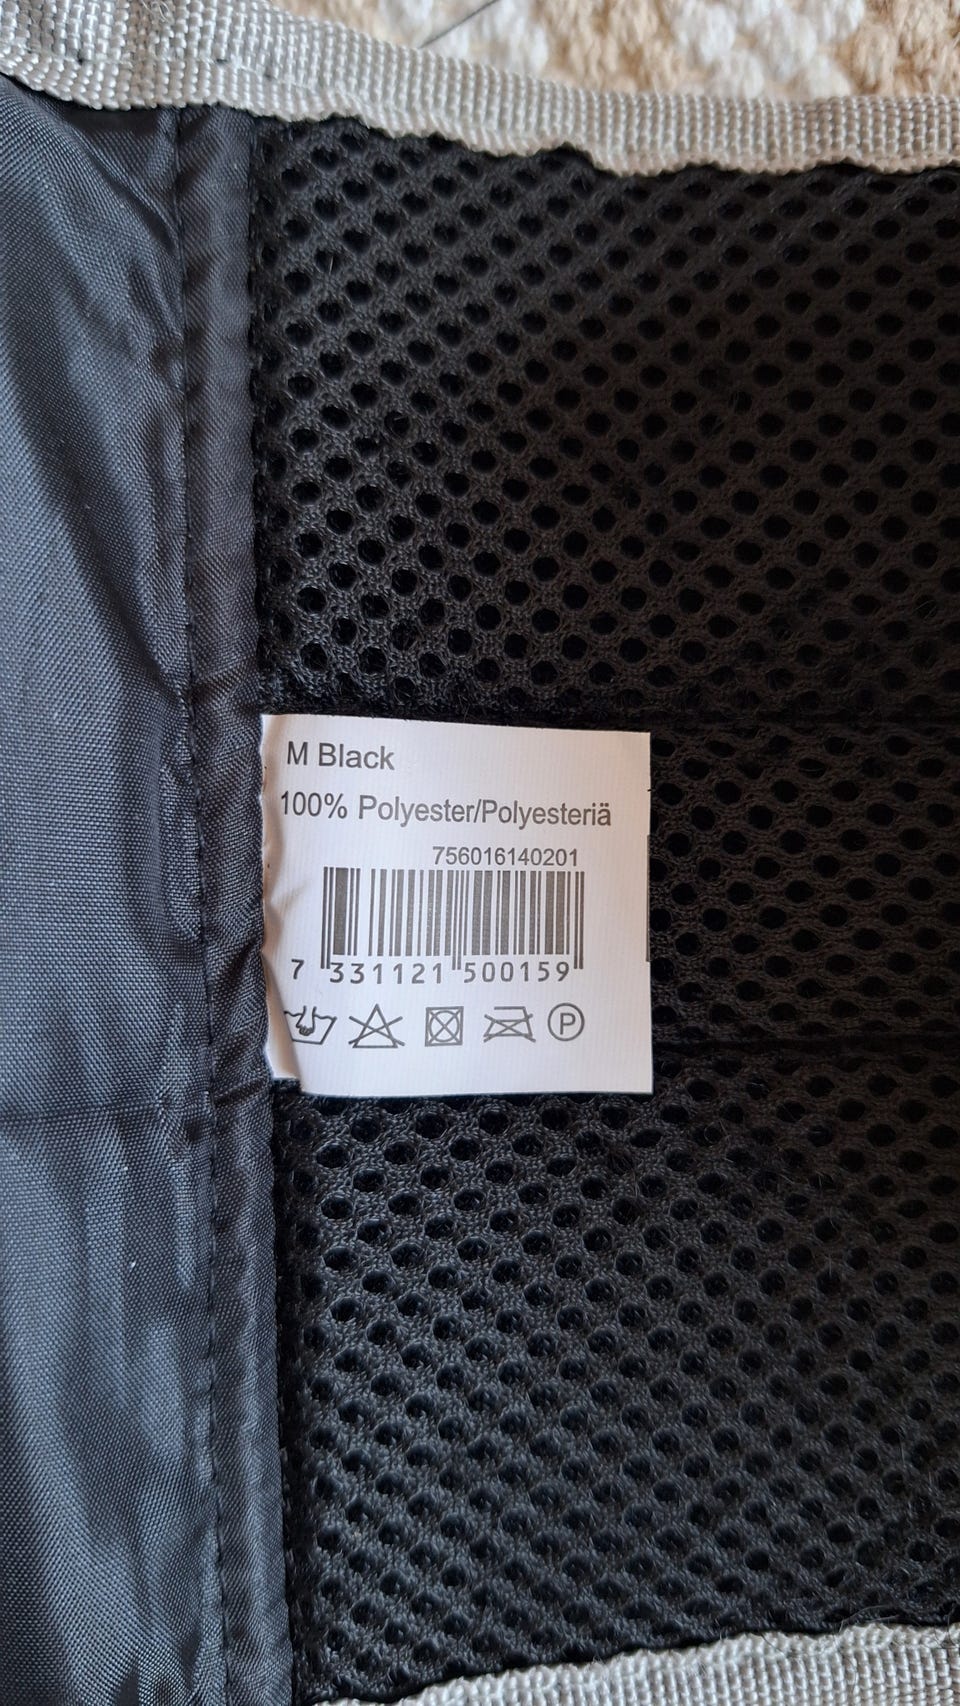 M Black
100% Polyester/Polyesteriä
756016140201
7 331121 500159
P